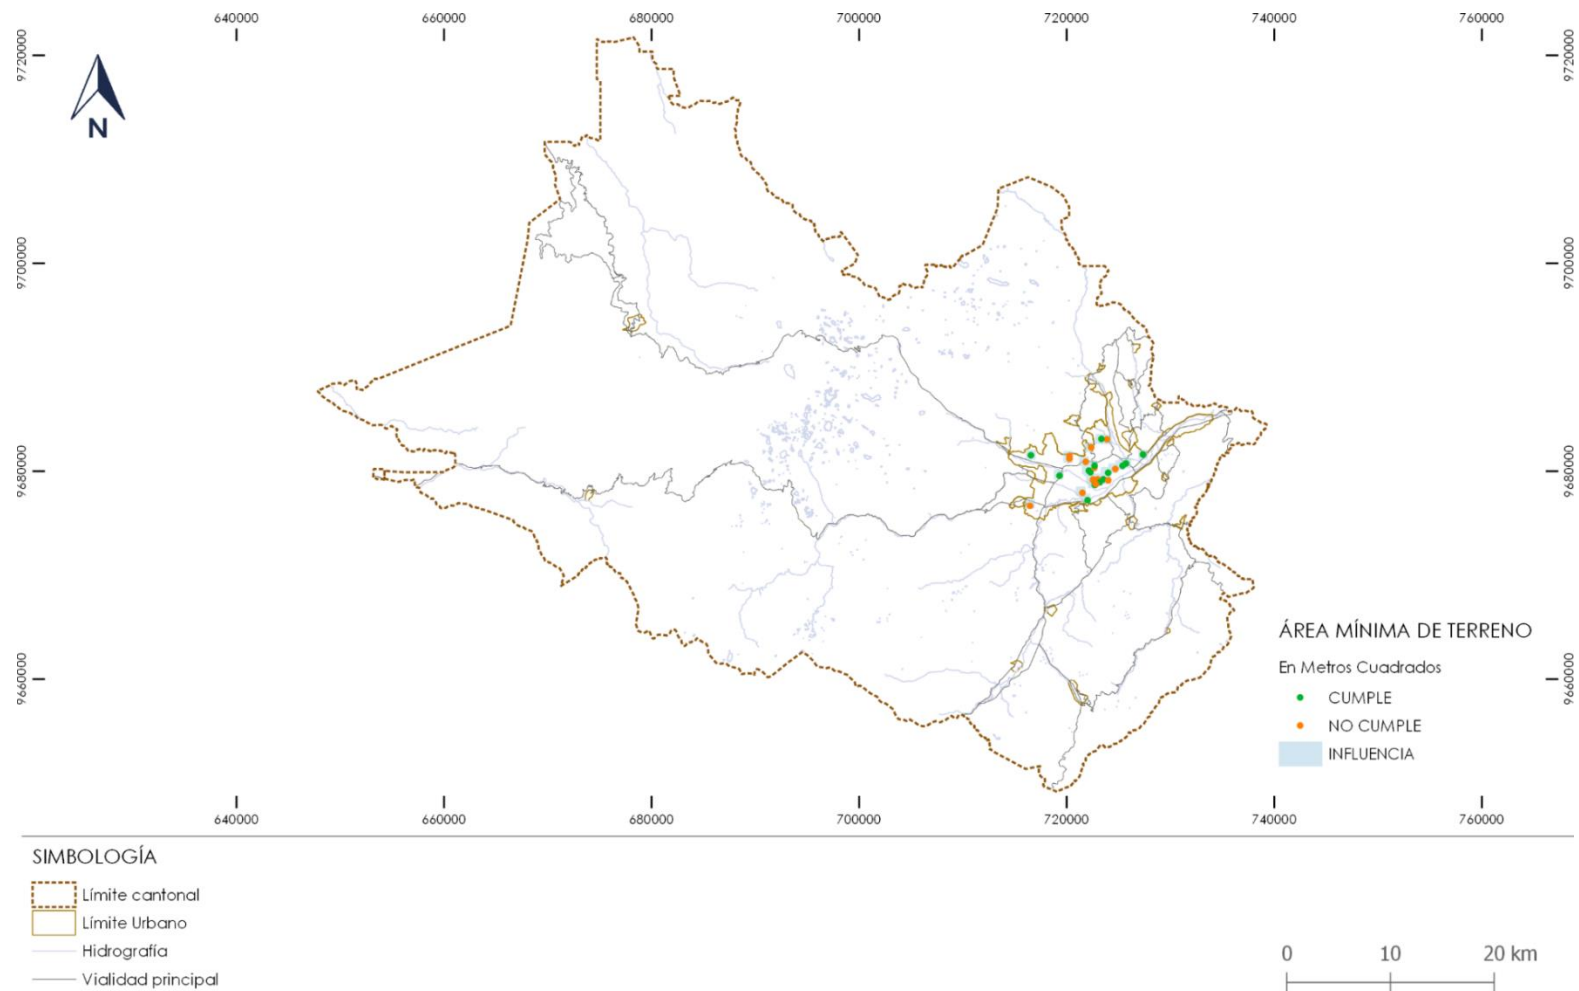 640000 660000 680000 700000 720000 740000 760000
9720000 9720000
N
9700000 9700000
9680000 9680000
9660000 9660000
ÁREA MÍNIMA DE TERRENO
En Metros Cuadrados
CUMPLE
NO CUMPLE
INFLUENCIA
640000 660000 680000 700000 720000 740000 760000
SIMBOLOGÍA
Límite cantonal
Límite Urbano
Hidrografía
Vialidad principal
0 10 20 km